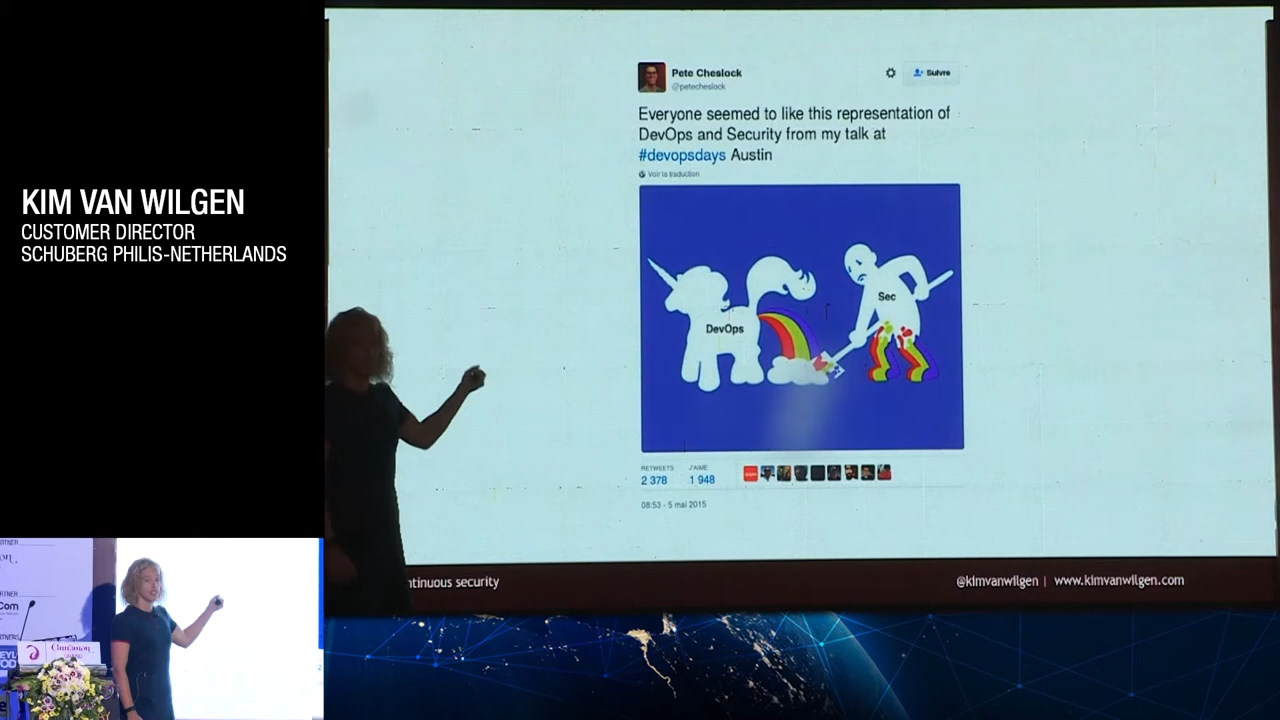 KIM VAN WILGEN
CUSTOMER DIRECTOR
SCHUBERG PHILIS-NETHERLANDS
Pete Cheslock
@petecheslock
Suivre
Everyone seemed to like this representation of
DevOps and Security from my talk at
#devopsdays Austin
Voir la traduction
DevOps
Sec
RETWEETS
J'AIME
2 378
1 948
08:53 - 5 mai 2015
ntinuous security
@kimvanwilgen | www.kimvanwilgen.com
Com
Cinnamon